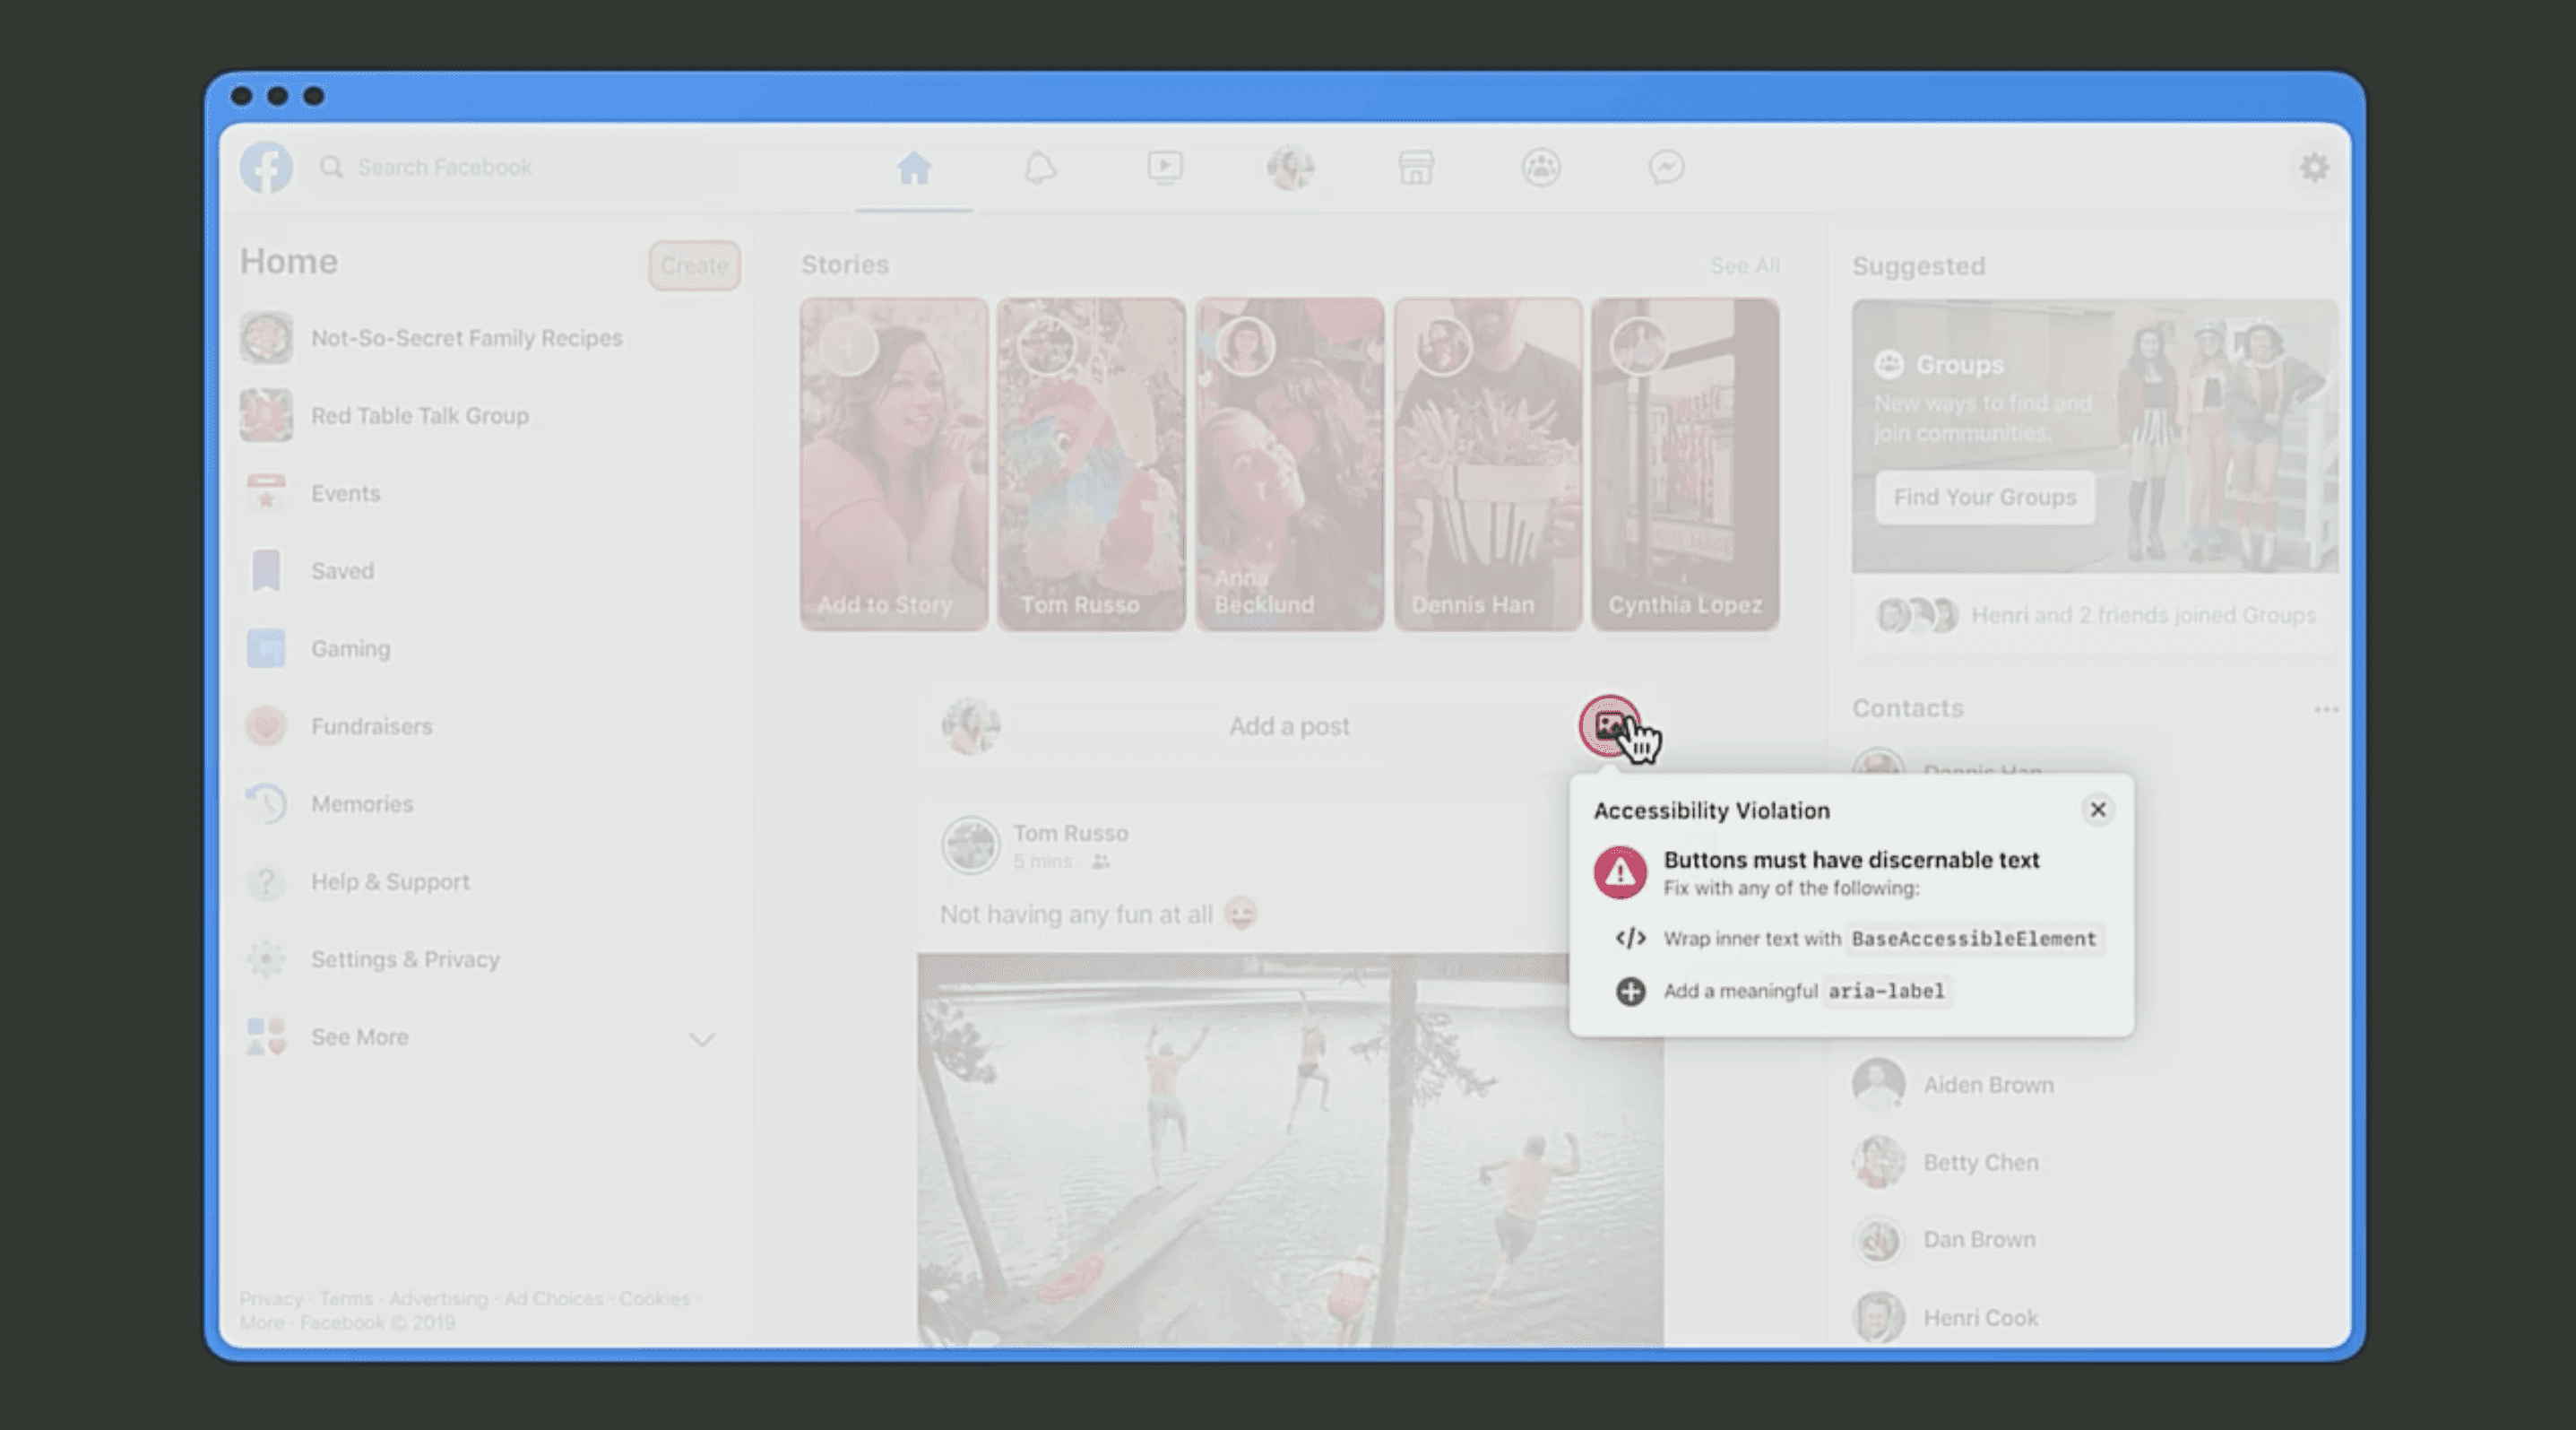 Search Facebook
Home
Create
Not-So-Secret Family Recipes
Red Table Talk Group
Events
Saved
Gaming
Fundraisers
Memories
Help & Support
Settings & Privacy
See More
Privacy · Terms · Advertising · Ad Choices · Cookies ·
More · Facebook © 2019
Stories
See All
Add to Story
Tom Russo
Anna
Becklund
Dennis Han
Cynthia Lopez
Add a post
Tom Russo
5 mins ·
Not having any fun at all
Suggested
Groups
New ways to find and
join communities.
Find Your Groups
Henri and 2 friends joined Groups
Contacts
Dennis Han
Accessibility Violation
Buttons must have discernable text
Fix with any of the following:
</> Wrap inner text with BaseAccessibleElement
Add a meaningful aria-label
Aiden Brown
Betty Chen
Dan Brown
Henri Cook